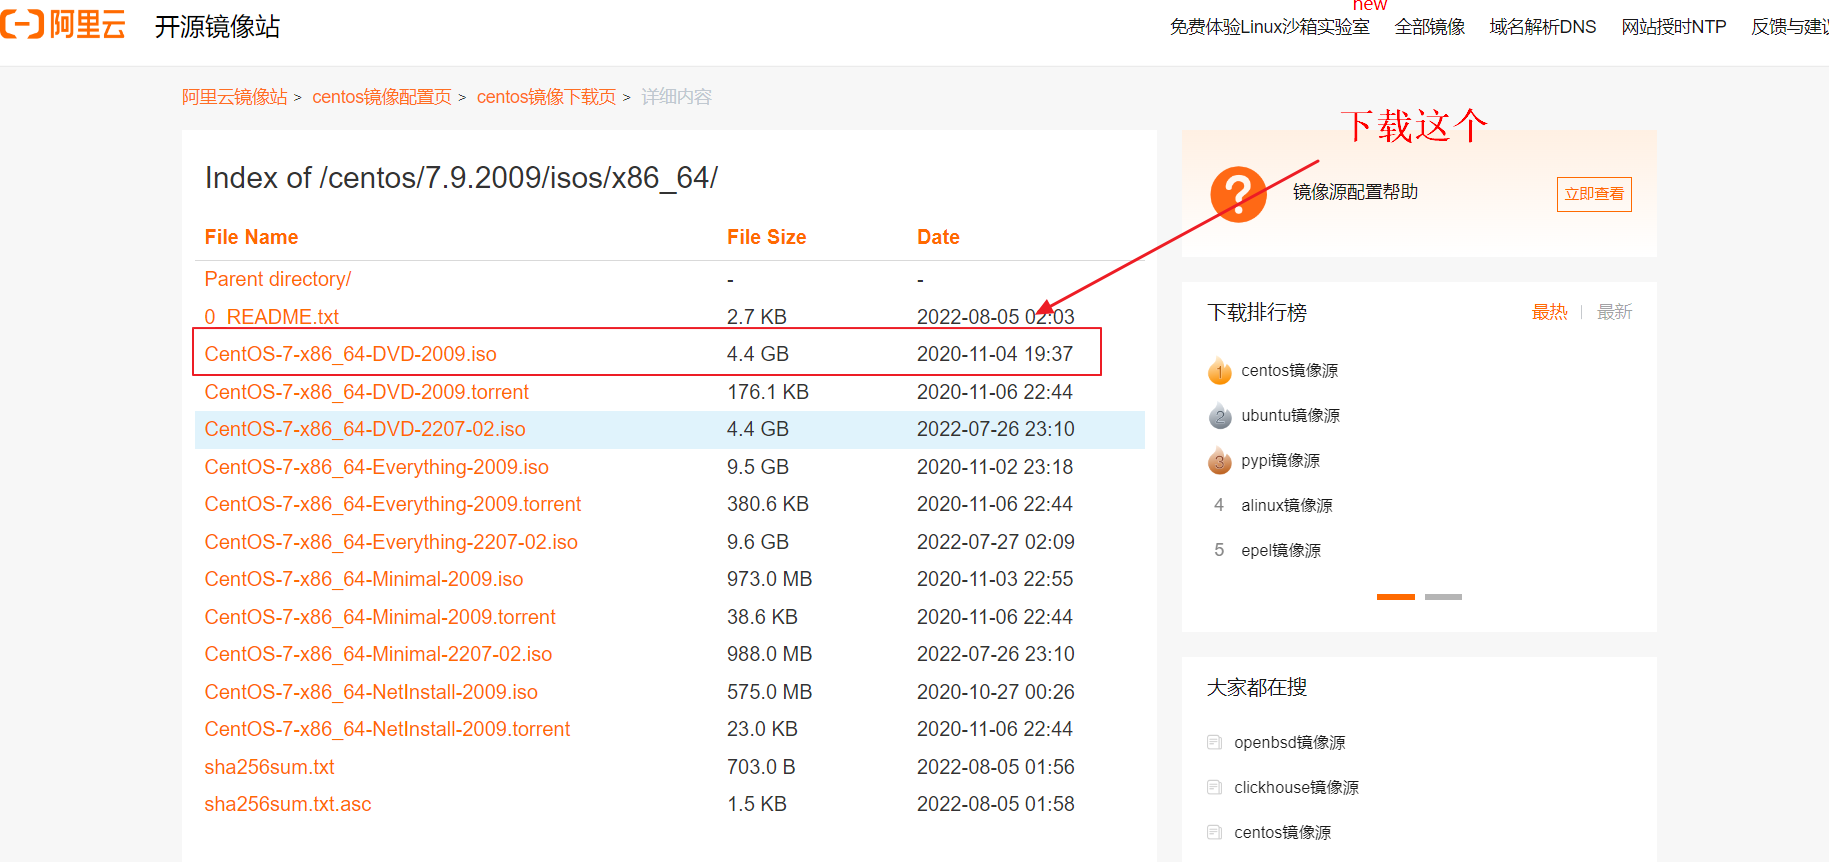 new
阿里云 开源镜像站 免费体验Linux沙箱实验室 全部镜像 域名解析DNS 网站授时NTP 反馈与建议
阿里云镜像站 > centos镜像配置页 > centos镜像下载页 > 详细内容
下载这个
Index of /centos/7.9.2009/isos/x86_64/
File Name File Size Date
Parent directory/ - -
0_README.txt 2.7 KB 2022-08-05 02:03
CentOS-7-x86_64-DVD-2009.iso 4.4 GB 2020-11-04 19:37
CentOS-7-x86_64-DVD-2009.torrent 176.1 KB 2020-11-06 22:44
CentOS-7-x86_64-DVD-2207-02.iso 4.4 GB 2022-07-26 23:10
CentOS-7-x86_64-Everything-2009.iso 9.5 GB 2020-11-02 23:18
CentOS-7-x86_64-Everything-2009.torrent 380.6 KB 2020-11-06 22:44
CentOS-7-x86_64-Everything-2207-02.iso 9.6 GB 2022-07-27 02:09
CentOS-7-x86_64-Minimal-2009.iso 973.0 MB 2020-11-03 22:55
CentOS-7-x86_64-Minimal-2009.torrent 38.6 KB 2020-11-06 22:44
CentOS-7-x86_64-Minimal-2207-02.iso 988.0 MB 2022-07-26 23:10
CentOS-7-x86_64-NetInstall-2009.iso 575.0 MB 2020-10-27 00:26
CentOS-7-x86_64-NetInstall-2009.torrent 23.0 KB 2020-11-06 22:44
sha256sum.txt 703.0 B 2022-08-05 01:56
sha256sum.txt.asc 1.5 KB 2022-08-05 01:58
? 镜像源配置帮助 立即查看
下载排行榜 最热 | 最新
1 centos镜像源
2 ubuntu镜像源
3 pypi镜像源
4 alinux镜像源
5 epel镜像源
大家都在搜
openbsd镜像源
clickhouse镜像源
centos镜像源